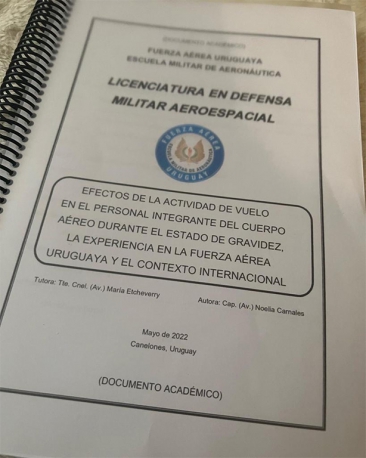 (DOCUMENTO ACADÉMICO)
FUERZA AÉREA URUGUAYA
ESCUELA MILITAR DE AERONÁUTICA
LICENCIATURA EN DEFENSA
MILITAR AEROESPACIAL
FUERZA AÉREA
URUGUAY
EFECTOS DE LA ACTIVIDAD DE VUELO
EN EL PERSONAL INTEGRANTE DEL CUERPO
AÉREO DURANTE EL ESTADO DE GRAVIDEZ,
LA EXPERIENCIA EN LA FUERZA AÉREA
URUGUAYA Y EL CONTEXTO INTERNACIONAL
Tutora: Tte. Cnel. (Av.) María Etcheverry
Autora: Cap. (Av.) Noelia Carnales
Mayo de 2022
Canelones, Uruguay
(DOCUMENTO ACADÉMICO)